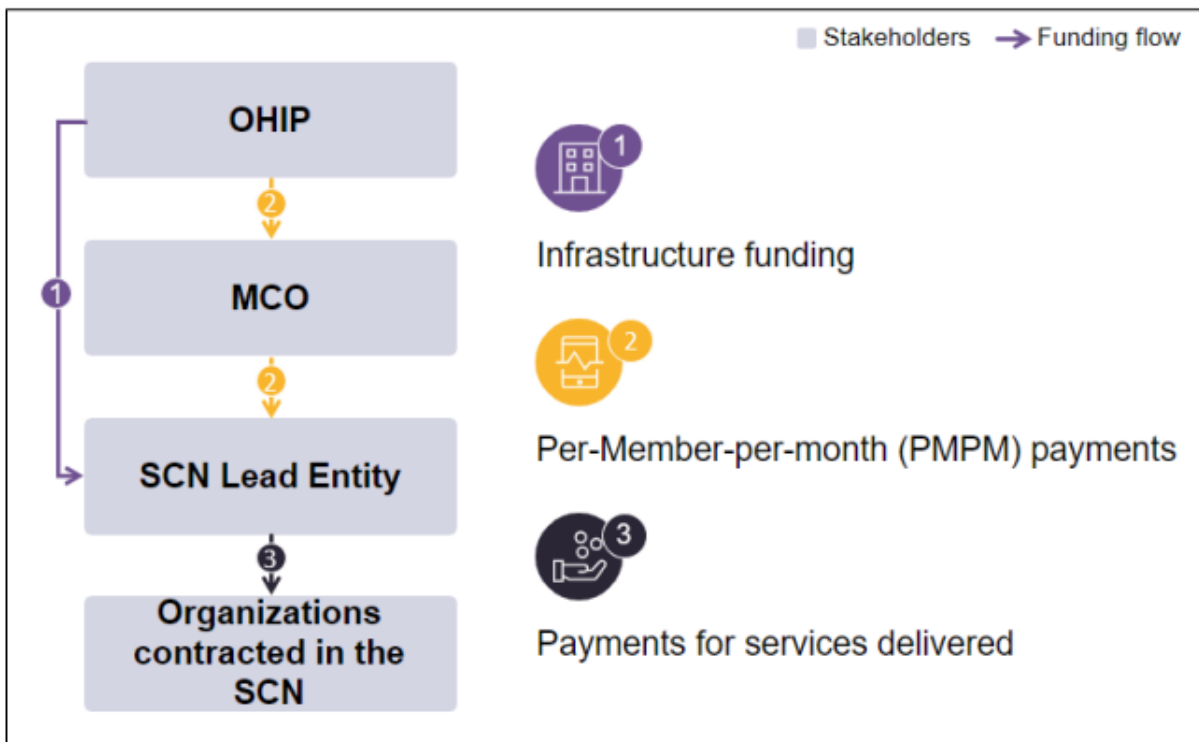 Stakeholders
Funding flow
OHIP
2
MCO
1
2
SCN Lead Entity
3
Organizations
contracted in the
SCN
1
Infrastructure funding
2
Per-Member-per-month (PMPM) payments
3
Payments for services delivered